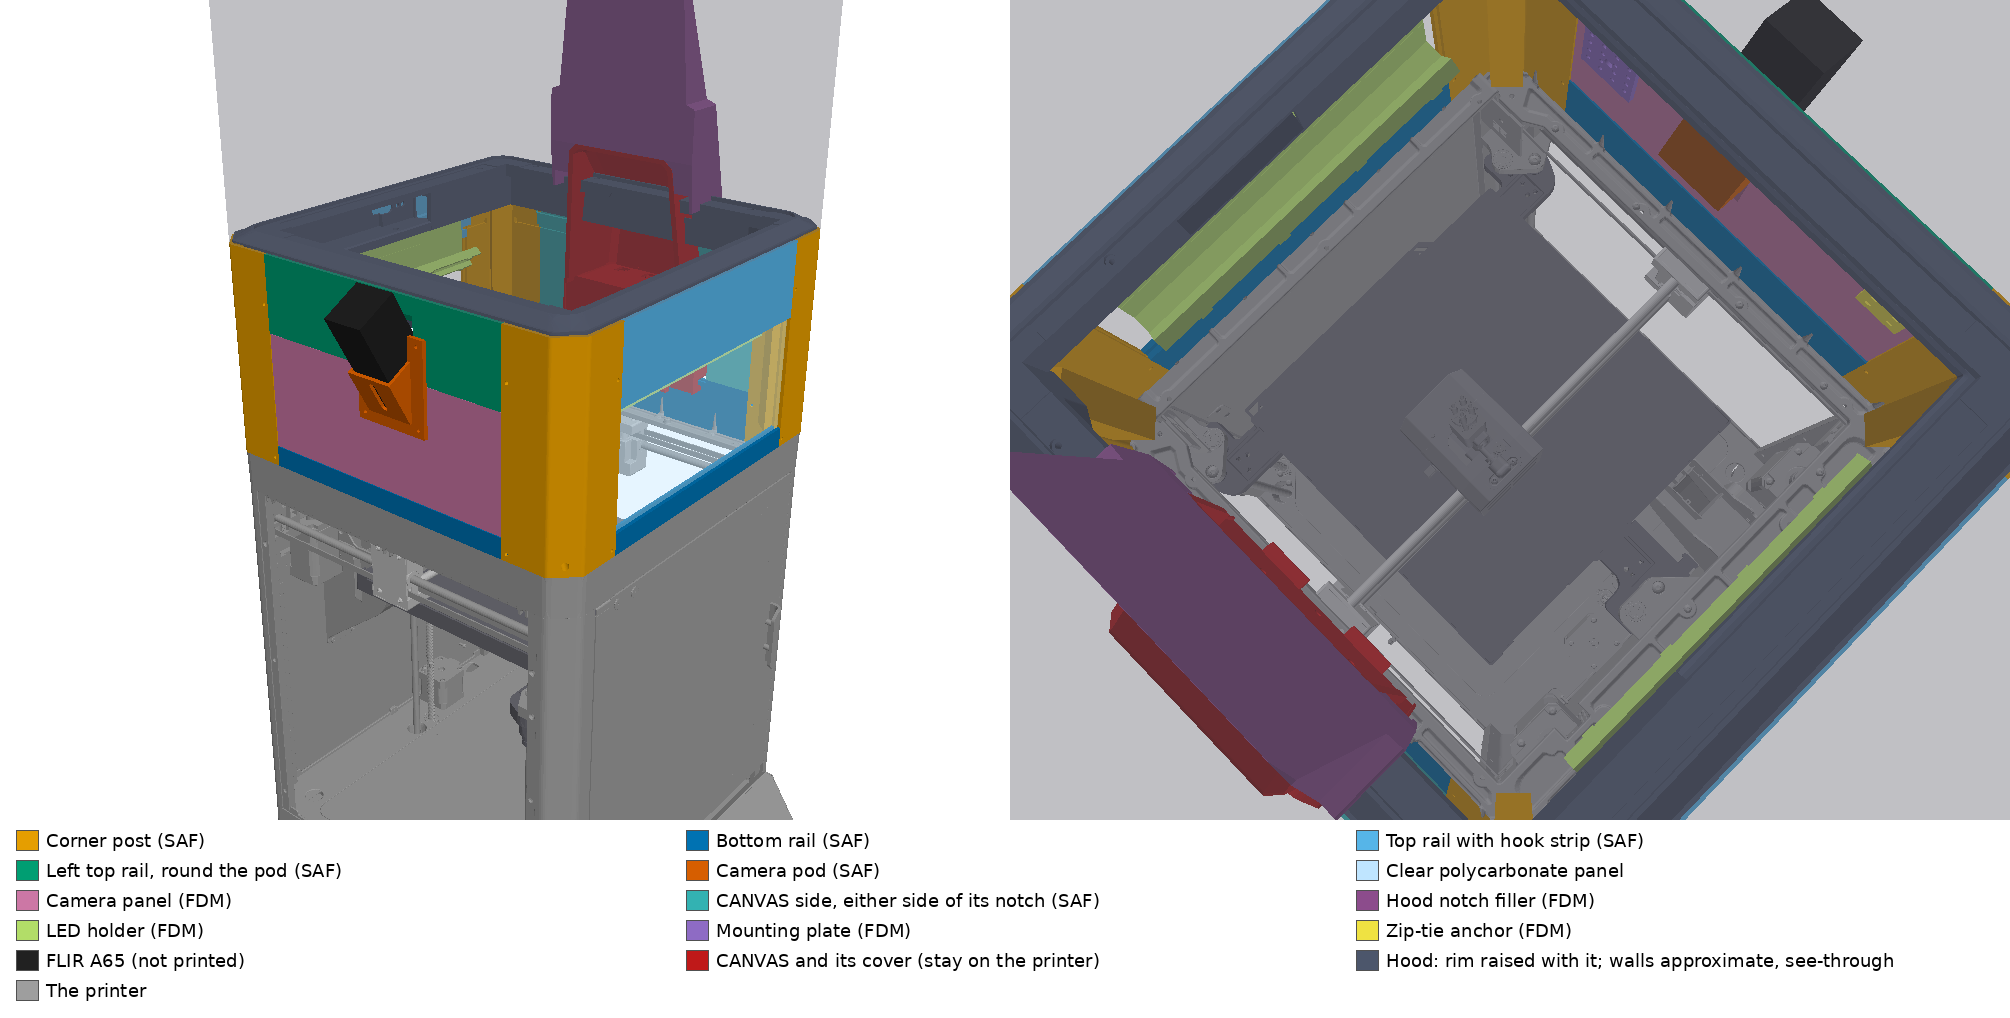 Corner post (SAF)
Bottom rail (SAF)
Top rail with hook strip (SAF)
Left top rail, round the pod (SAF)
Camera pod (SAF)
Clear polycarbonate panel
Camera panel (FDM)
CANVAS side, either side of its notch (SAF)
Hood notch filler (FDM)
LED holder (FDM)
Mounting plate (FDM)
Zip-tie anchor (FDM)
FLIR A65 (not printed)
CANVAS and its cover (stay on the printer)
Hood: rim raised with it; walls approximate, see-through
The printer